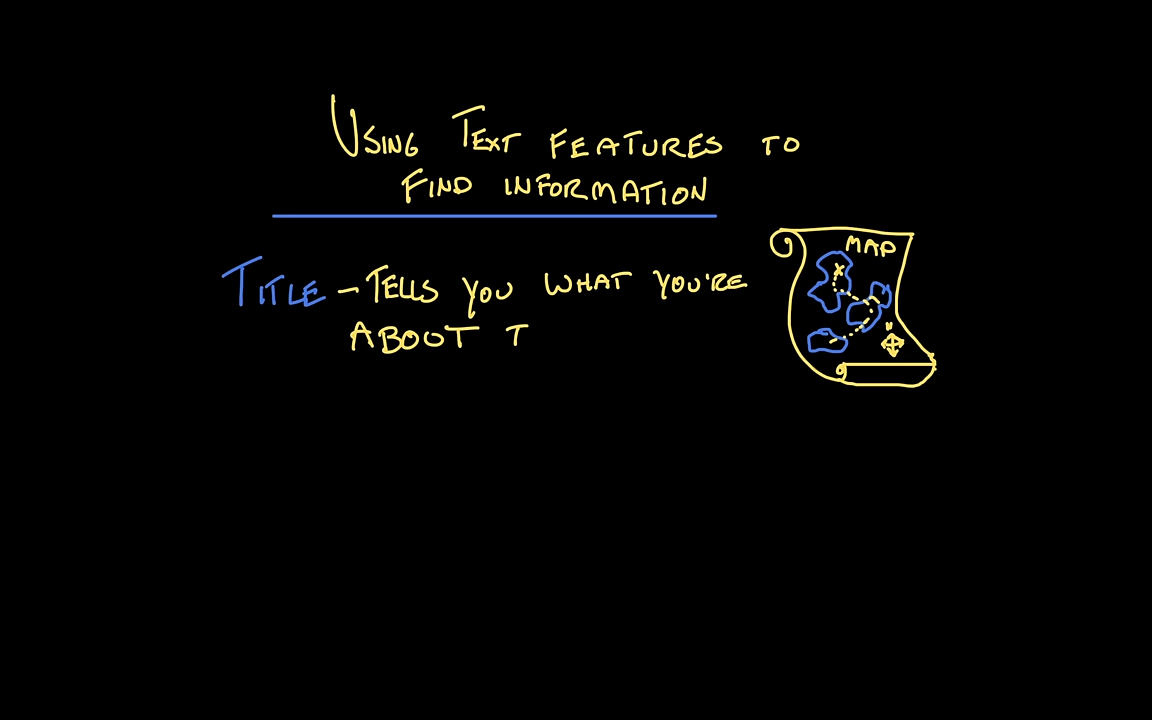 USING TEXT FEATURES TO
FIND INFORMATION
TITLE - TELLS YOU WHAT YOU'RE
ABOUT T
MAP
X
N